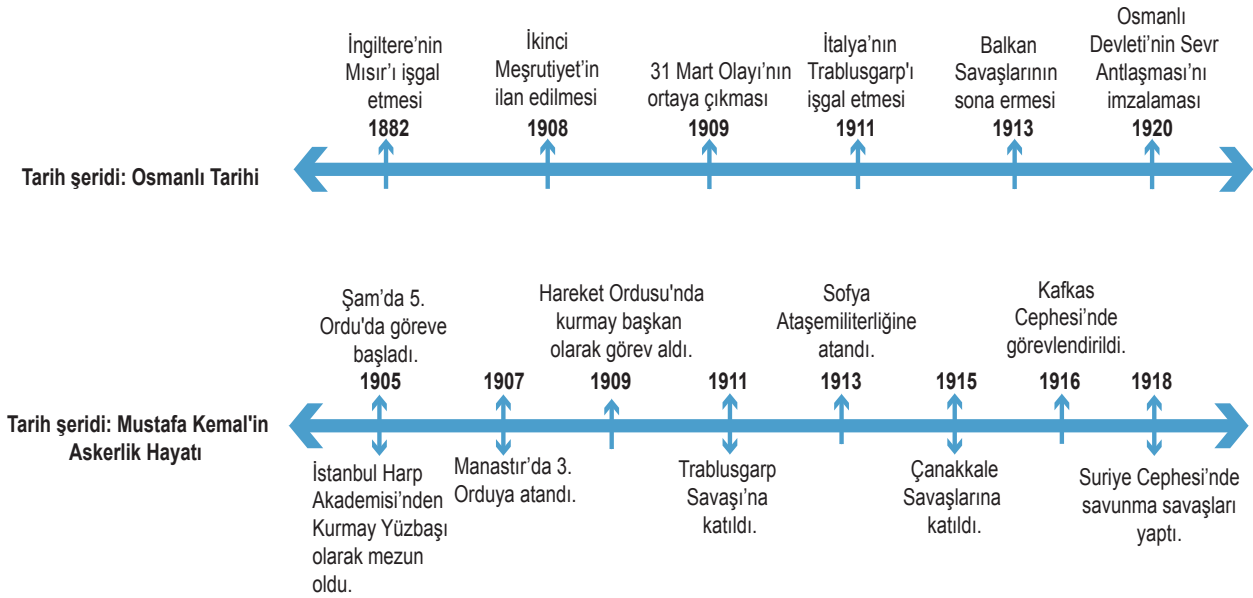 İngiltere’nin
Mısır’ı işgal
etmesi
1882
İkinci
Meşrutiyet’in
ilan edilmesi
1908
31 Mart Olayı’nın
ortaya çıkması
1909
İtalya’nın
Trablusgarp'ı
işgal etmesi
1911
Balkan
Savaşlarının
sona ermesi
1913
Osmanlı
Devleti’nin Sevr
Antlaşması’nı
imzalaması
1920
Tarih şeridi: Osmanlı Tarihi
Şam’da 5.
Ordu'da göreve
başladı.
1905
1907
Hareket Ordusu'nda
kurmay başkan
olarak görev aldı.
1909
1911
Sofya
Ataşemiliterliğine
atandı.
1913
1915
Kafkas
Cephesi’nde
görevlendirildi.
1916
1918
Tarih şeridi: Mustafa Kemal'in
Askerlik Hayatı
İstanbul Harp
Akademisi’nden
Kurmay Yüzbaşı
olarak mezun
oldu.
Manastır’da 3.
Orduya atandı.
Trablusgarp
Savaşı’na
katıldı.
Çanakkale
Savaşlarına
katıldı.
Suriye Cephesi’nde
savunma savaşları
yaptı.